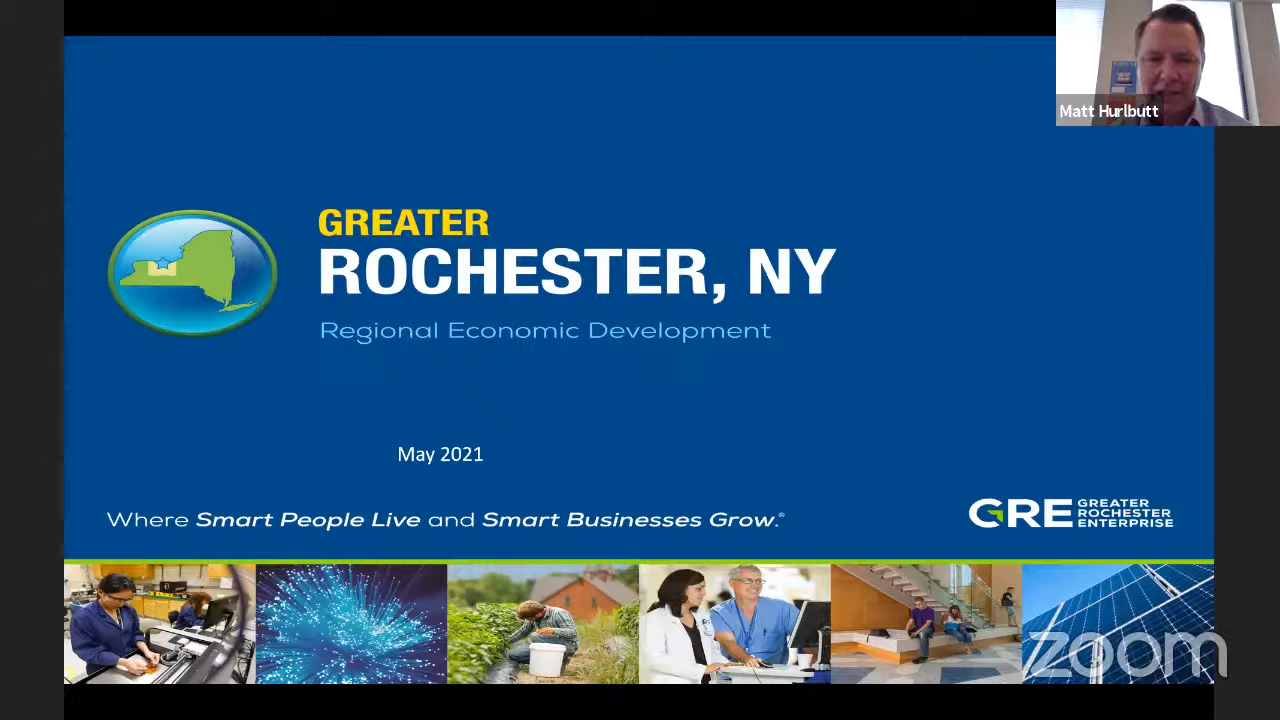 Matt Hurlbutt
GREATER
ROCHESTER, NY
Regional Economic Development
May 2021
Where Smart People Live and Smart Businesses Grow.®
GRE GREATER
ROCHESTER
ENTERPRISE
zoom